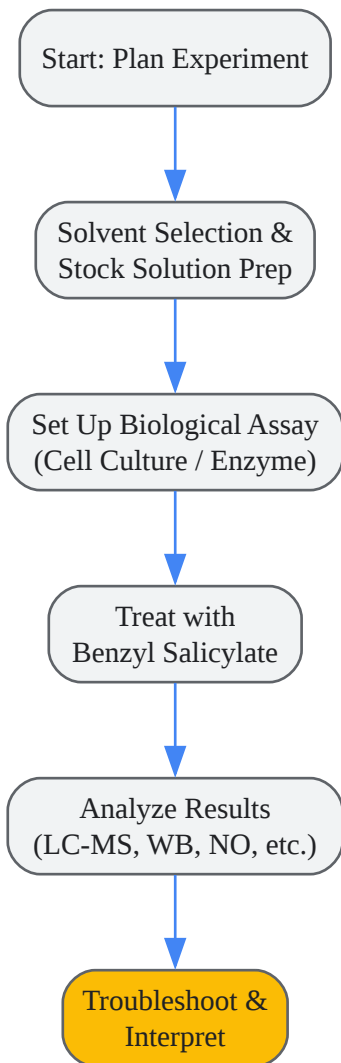 Start: Plan Experiment
Solvent Selection &
Stock Solution Prep
Set Up Biological Assay
(Cell Culture / Enzyme)
Treat with
Benzyl Salicylate
Analyze Results
(LC-MS, WB, NO, etc.)
Troubleshoot &
Interpret